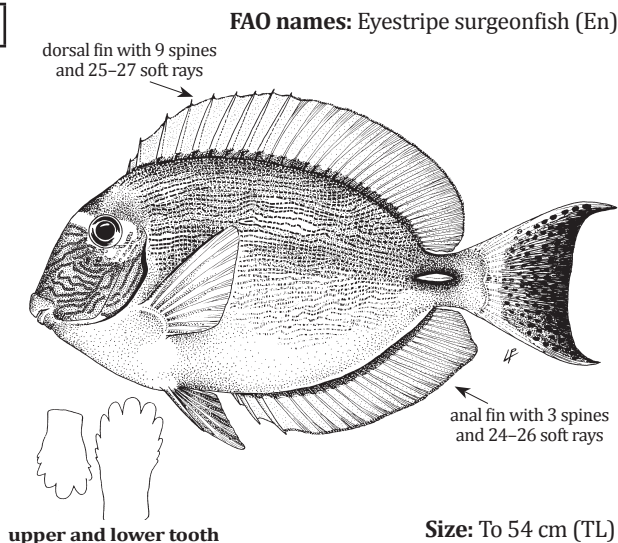 FAO names: Eyestripe surgeonfish (En)
dorsal fin with 9 spines
and 25–27 soft rays
LF
anal fin with 3 spines
and 24–26 soft rays
upper and lower tooth
Size: To 54 cm (TL)